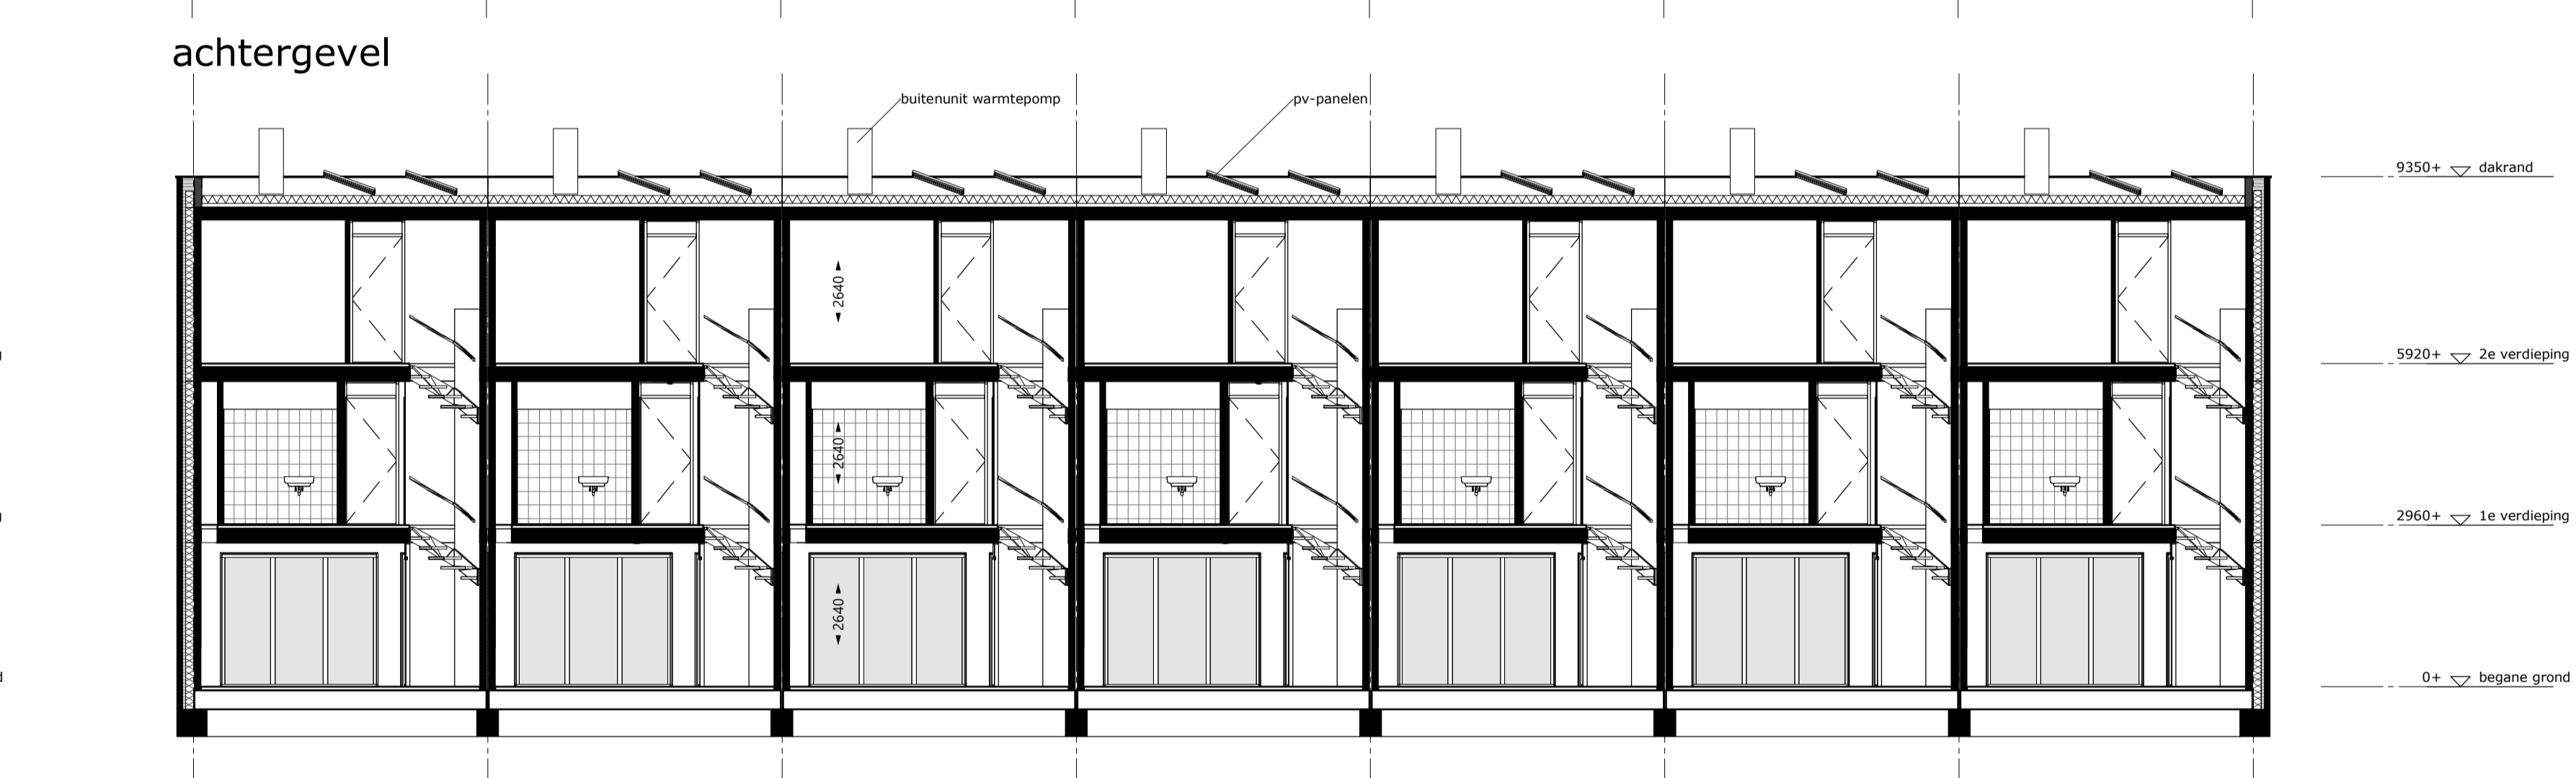 achtergevel
buitenunit warmtepomp
pv-panelen
9350+ dakrand
2640
5920+ 2e verdieping
2640
2960+ 1e verdieping
2640
0+ begane grond